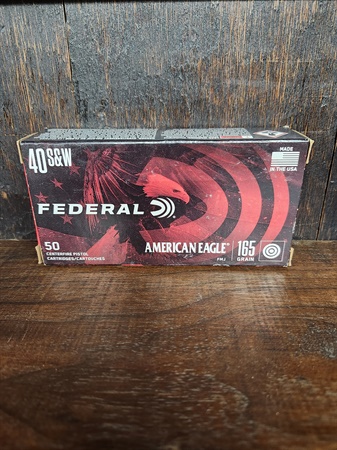 40 S&W
MADE
IN THE USA
FEDERAL
50
CENTERFIRE PISTOL
CARTRIDGES/CARTOUCHES
AMERICAN EAGLE
FMJ
165
GRAIN